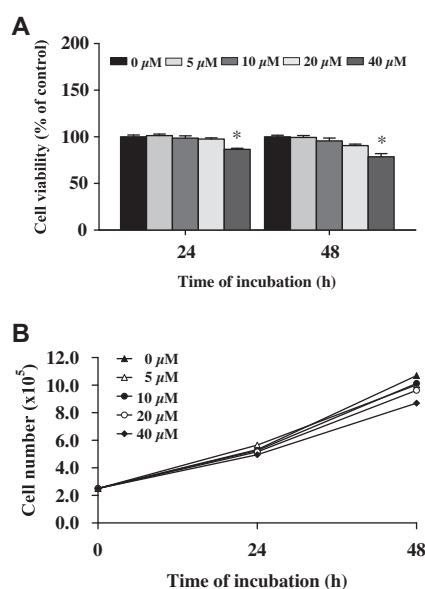 A
Cell viability (% of control)
200
150
100
50
0
0 µM 5 µM 10 µM 20 µM 40 µM
* *
24 48
Time of incubation (h)
B
Cell number (x10⁵)
12.0
10.0
8.0
6.0
4.0
2.0
0.0
0 µM
5 µM
10 µM
20 µM
40 µM
0 24 48
Time of incubation (h)